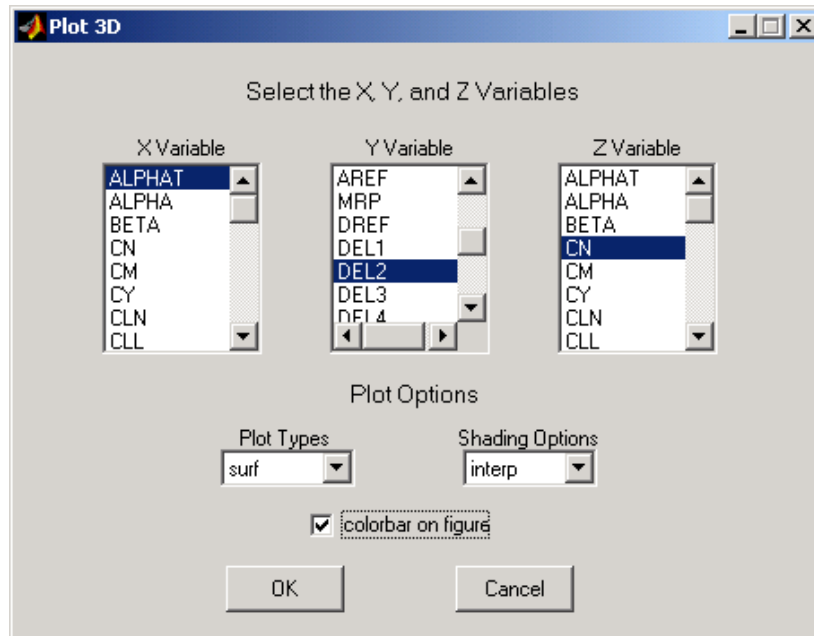 Plot 3D
Select the X, Y, and Z Variables
X Variable
ALPHAT
ALPHA
BETA
CN
CM
CY
CLN
CLL
Y Variable
AREF
MRP
DREF
DEL1
DEL2
DEL3
DEL4
Z Variable
ALPHAT
ALPHA
BETA
CN
CM
CY
CLN
CLL
Plot Options
Plot Types
surf
Shading Options
interp
colorbar on figure
OK
Cancel